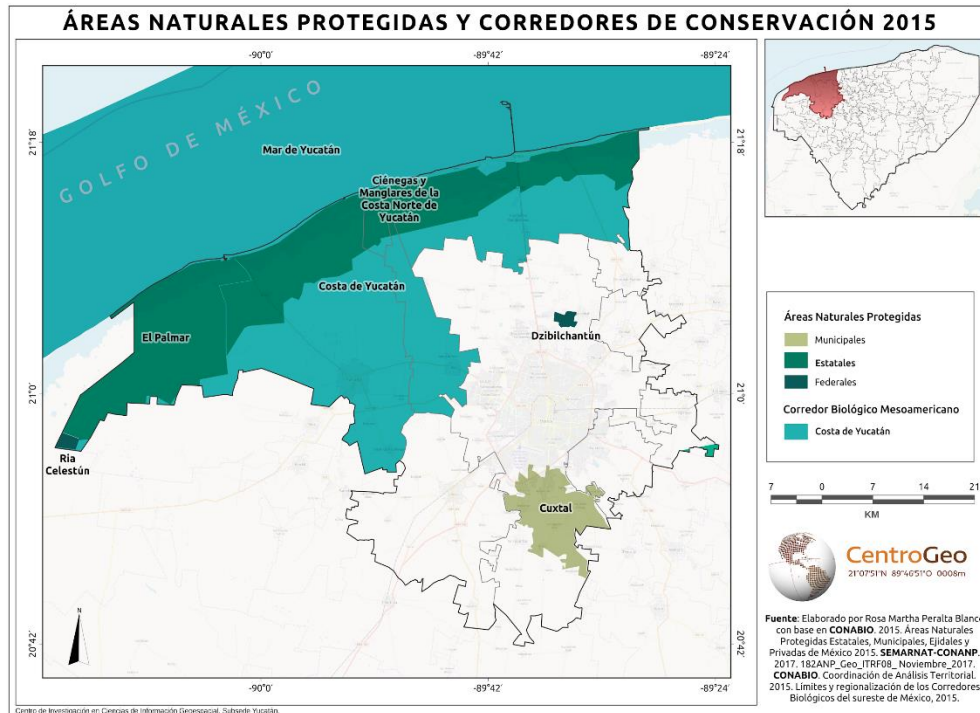 ÁREAS NATURALES PROTEGIDAS Y CORREDORES DE CONSERVACIÓN 2015
-90°0'
-89°42'
-89°24'
21°18'
21°18'
GOLFO DE MÉXICO
Mar de Yucatán
Ciénegas y
Manglares de la
Costa Norte de
Yucatán
Costa de Yucatán
El Palmar
Dzibilchantún
21°0'
21°0'
Ria
Celestún
Cuxtal
N
20°42'
20°42'
-90°0'
-89°42'
-89°24'
Áreas Naturales Protegidas
Municipales
Estatales
Federales
Corredor Biológico Mesoamericano
Costa de Yucatán
7 0 7 14 21
KM
CentroGeo
21°07'51"N 89°46'51"O 0008m
Fuente: Elaborado por Rosa Martha Peralta Blanco
con base en CONABIO. 2015. Áreas Naturales
Protegidas Estatales, Municipales, Ejidales y
Privadas de México 2015. SEMARNAT-CONANP.
2017. 182ANP_Geo_ITRF08_ Noviembre_2017.
CONABIO. Coordinación de Análisis Territorial.
2015. Límites y regionalización de los Corredores
Biológicos del sureste de México, 2015.
Centro de Investigación en Ciencias de Información Geoespacial, Subsede Yucatán.